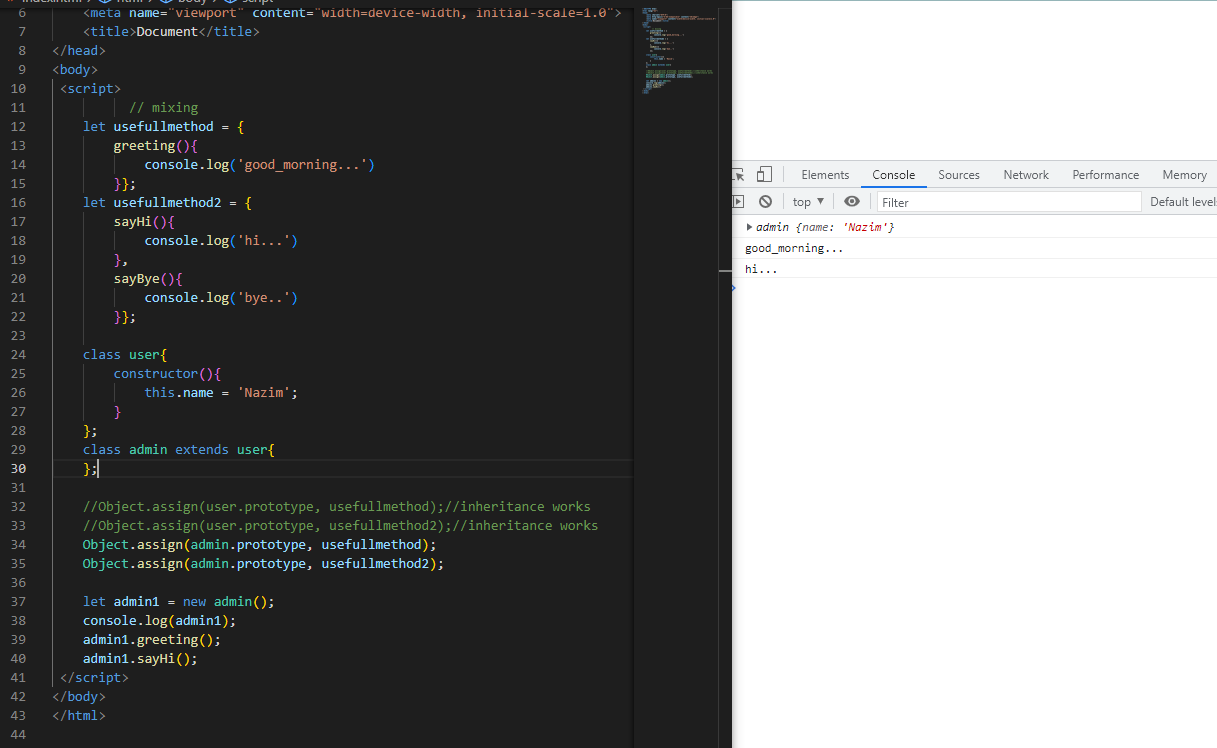 6 <meta name="viewport" content="width=device-width, initial-scale=1.0">
7 <title>Document</title>
8 </head>
9 <body>
10 <script>
11 // mixing
12 let usefullmethod = {
13 greeting(){
14 console.log('good_morning...')
15 }};
16 let usefullmethod2 = {
17 sayHi(){
18 console.log('hi...')
19 },
20 sayBye(){
21 console.log('bye..')
22 }};
23
24 class user{
25 constructor(){
26 this.name = 'Nazim';
27 }
28 };
29 class admin extends user{
30 };
31
32 //Object.assign(user.prototype, usefullmethod);//inheritance works
33 //Object.assign(user.prototype, usefullmethod2);//inheritance works
34 Object.assign(admin.prototype, usefullmethod);
35 Object.assign(admin.prototype, usefullmethod2);
36
37 let admin1 = new admin();
38 console.log(admin1);
39 admin1.greeting();
40 admin1.sayHi();
41 </script>
42 </body>
43 </html>
44
Elements Console Sources Network Performance Memory
top ▼ Filter Default level
admin {name: 'Nazim'}
good_morning...
hi...